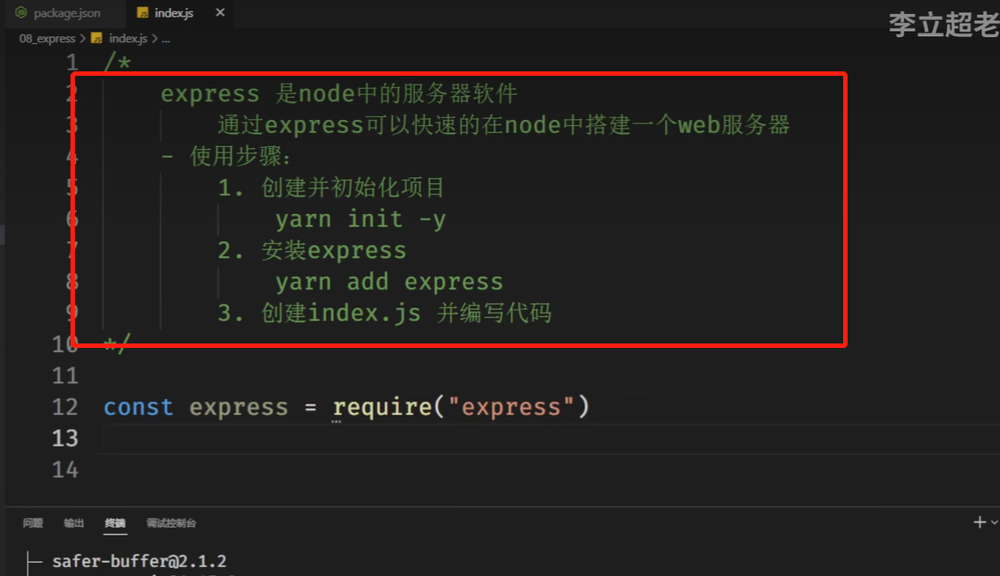 package.json index.js
李立超老
08_express > index.js > ...
1 /*
2 express 是node中的服务器软件
3 通过express可以快速的在node中搭建一个web服务器
4 - 使用步骤：
5 1. 创建并初始化项目
6 yarn init -y
7 2. 安装express
8 yarn add express
9 3. 创建index.js 并编写代码
10 */
11
12 const express = require("express")
13
14
问题 输出 终端 调试控制台
safer-buffer@2.1.2